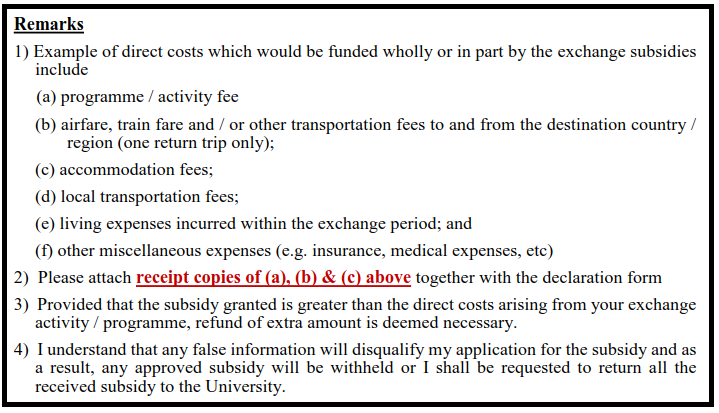 Remarks
1) Example of direct costs which would be funded wholly or in part by the exchange subsidies
include
(a) programme / activity fee
(b) airfare, train fare and / or other transportation fees to and from the destination country /
region (one return trip only);
(c) accommodation fees;
(d) local transportation fees;
(e) living expenses incurred within the exchange period; and
(f) other miscellaneous expenses (e.g. insurance, medical expenses, etc)
2) Please attach receipt copies of (a), (b) & (c) above together with the declaration form
3) Provided that the subsidy granted is greater than the direct costs arising from your exchange
activity / programme, refund of extra amount is deemed necessary.
4) I understand that any false information will disqualify my application for the subsidy and as
a result, any approved subsidy will be withheld or I shall be requested to return all the
received subsidy to the University.